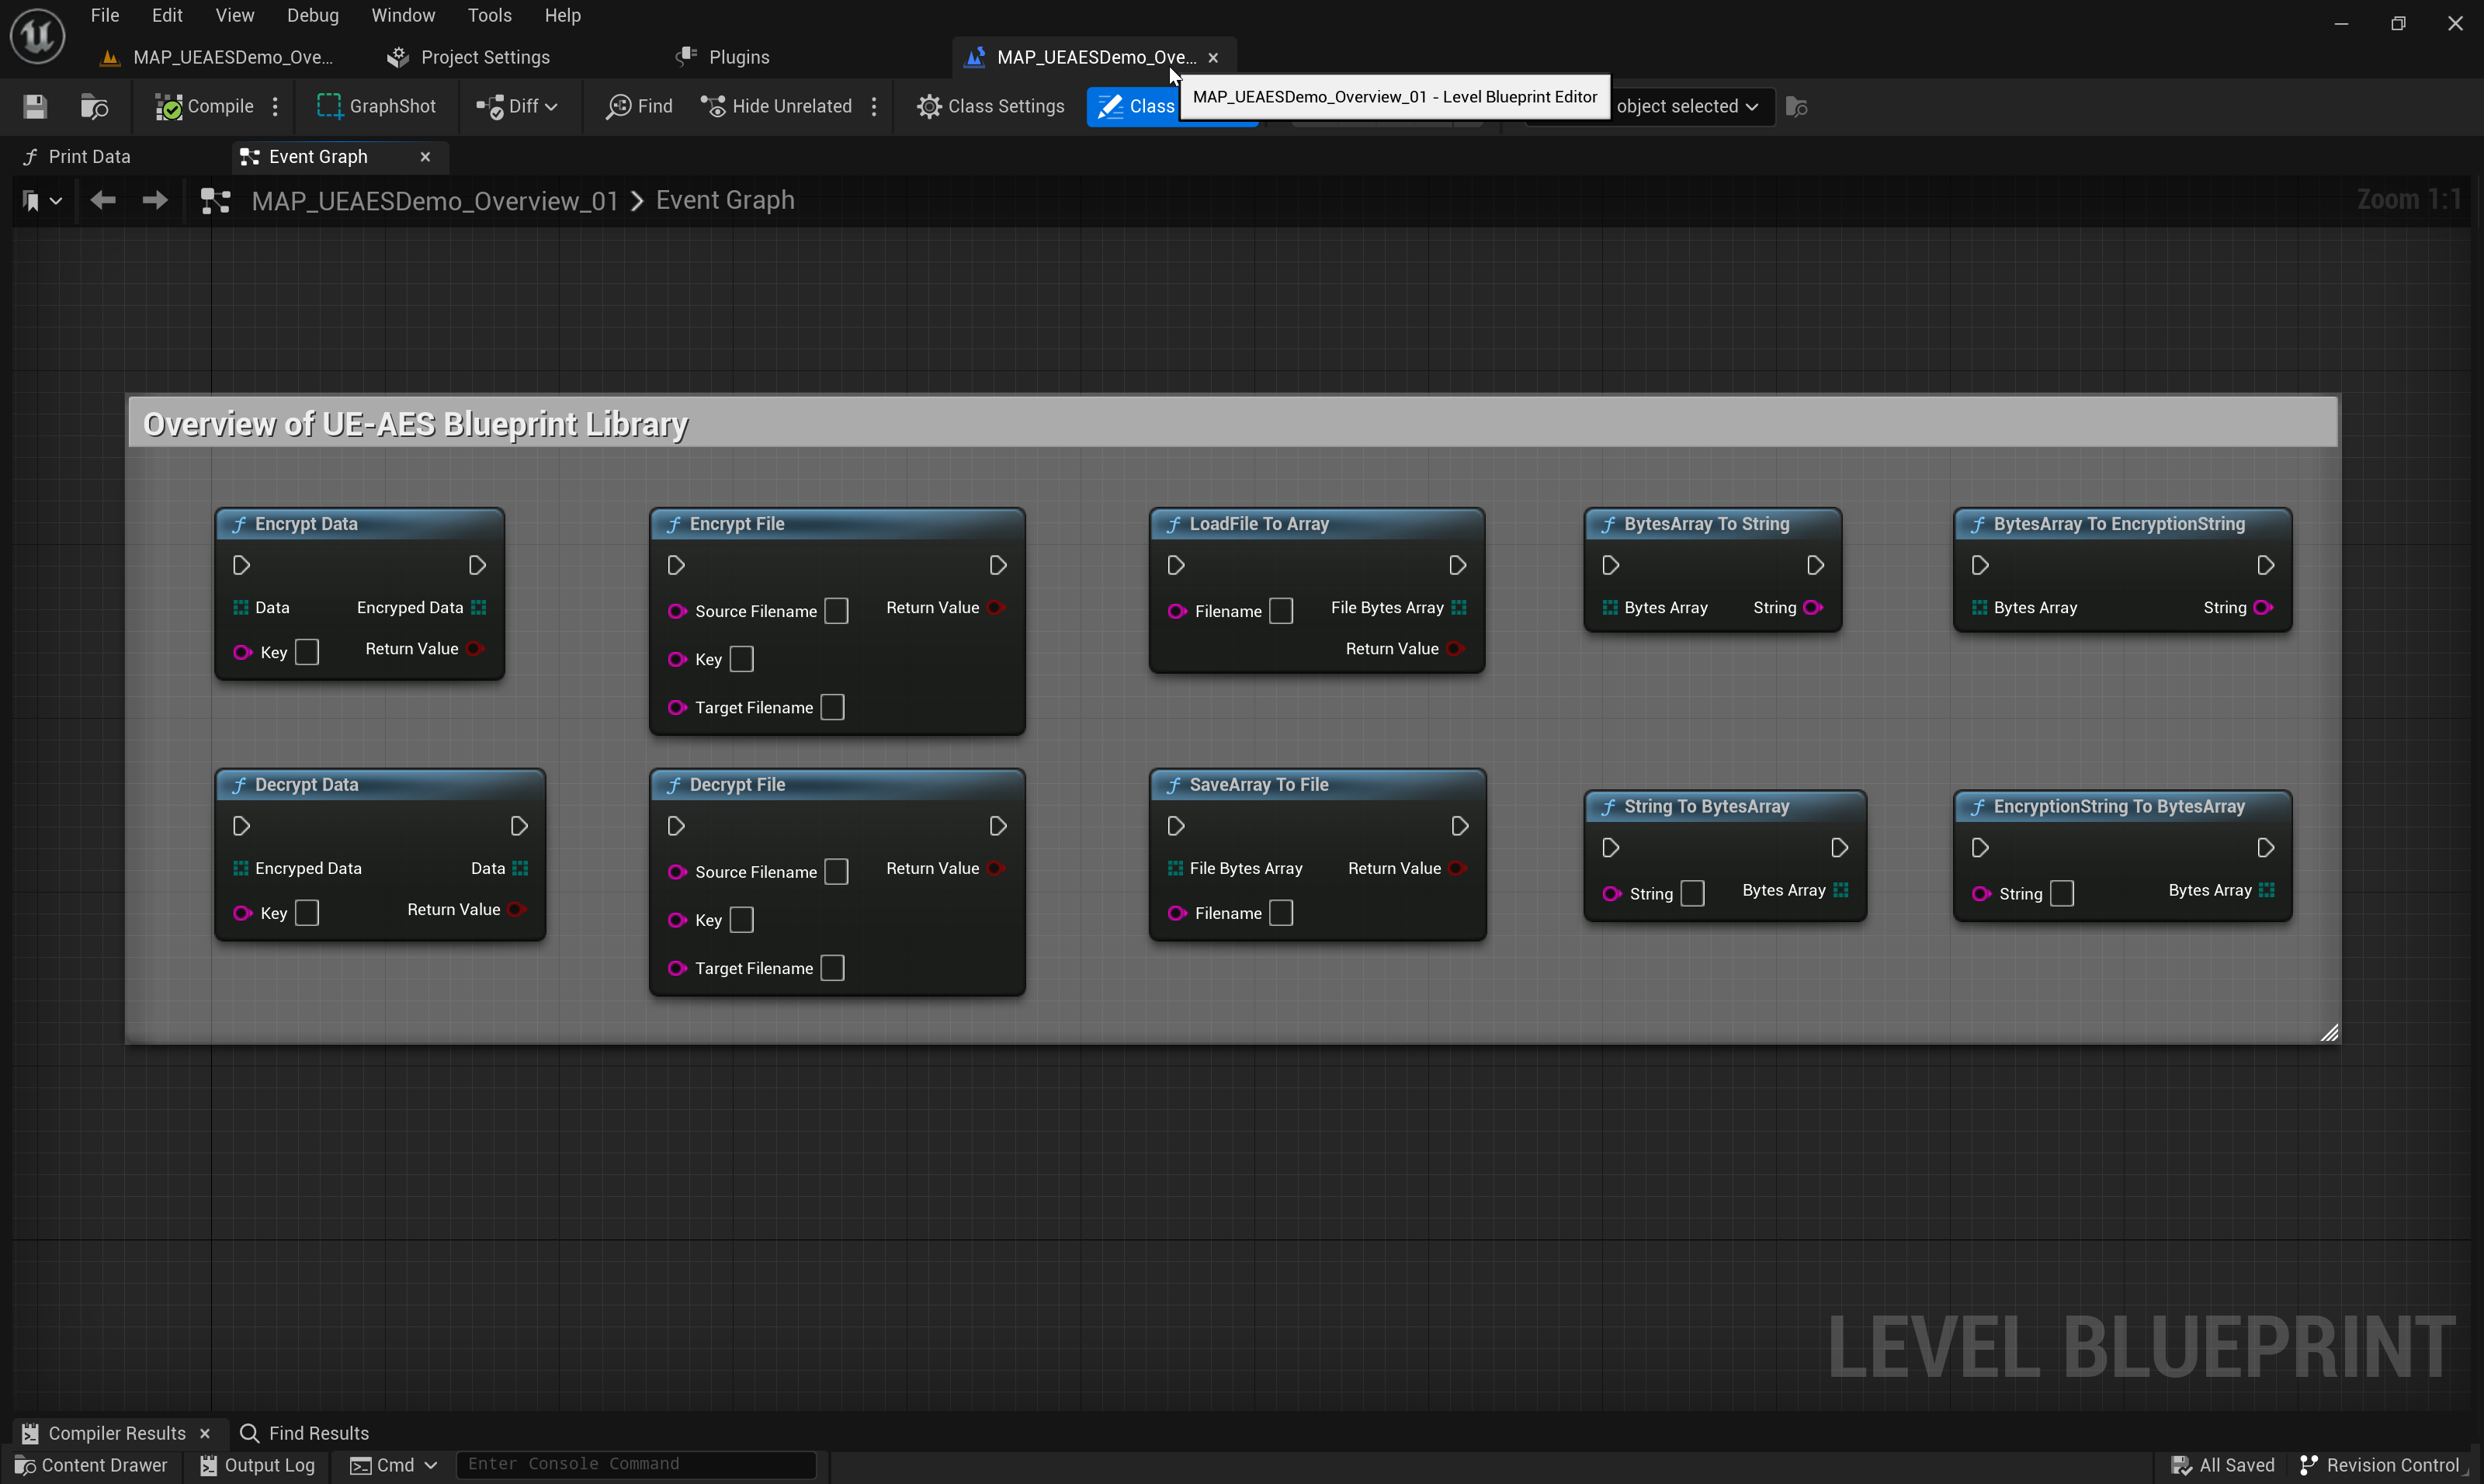 File Edit View Debug Window Tools Help
MAP_UEAESDemo_Ove... Project Settings Plugins MAP_UEAESDemo_Ove...
Compile GraphShot Diff Find Hide Unrelated Class Settings Class object selected
MAP_UEAESDemo_Overview_01 - Level Blueprint Editor
Print Data Event Graph
MAP_UEAESDemo_Overview_01 > Event Graph Zoom 1:1
Overview of UE-AES Blueprint Library
Encrypt Data
Data Encryped Data
Key Return Value
Encrypt File
Source Filename Return Value
Key
Target Filename
LoadFile To Array
Filename File Bytes Array
Return Value
BytesArray To String
Bytes Array String
BytesArray To EncryptionString
Bytes Array String
Decrypt Data
Encryped Data Data
Key Return Value
Decrypt File
Source Filename Return Value
Key
Target Filename
SaveArray To File
File Bytes Array Return Value
Filename
String To BytesArray
String Bytes Array
EncryptionString To BytesArray
String Bytes Array
LEVEL BLUEPRINT
Compiler Results Find Results
Content Drawer Output Log Cmd Enter Console Command All Saved Revision Control